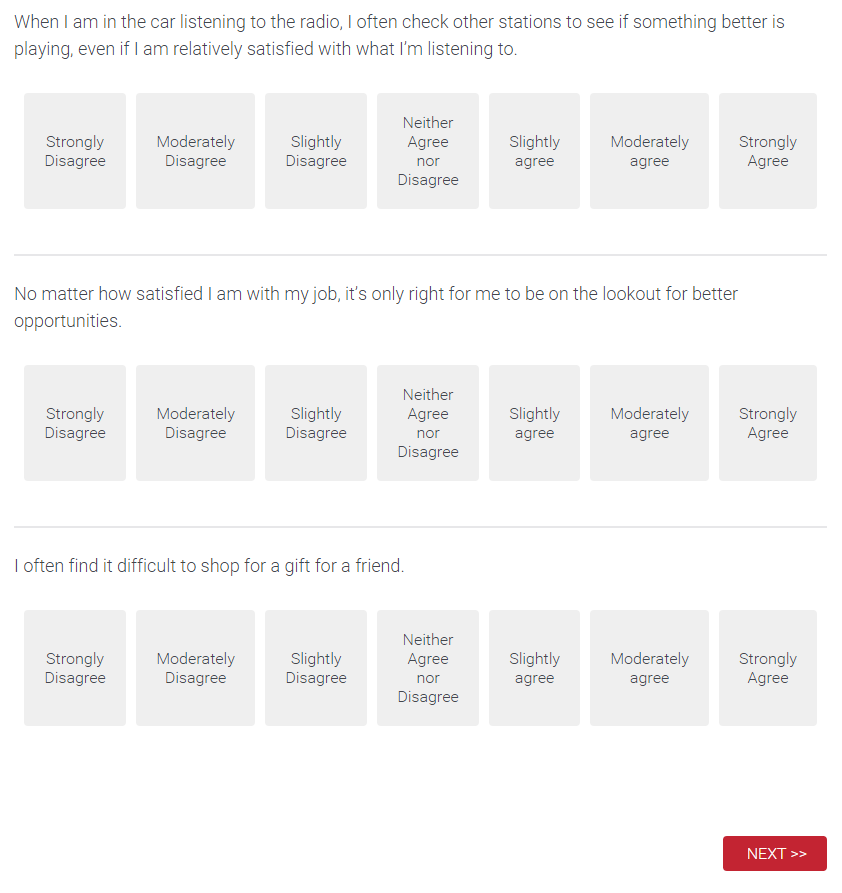 When I am in the car listening to the radio, I often check other stations to see if something better is
playing, even if I am relatively satisfied with what I'm listening to.
Strongly
Disagree
Moderately
Disagree
Slightly
Disagree
Neither
Agree
nor
Disagree
Slightly
agree
Moderately
agree
Strongly
Agree
No matter how satisfied I am with my job, it's only right for me to be on the lookout for better
opportunities.
Strongly
Disagree
Moderately
Disagree
Slightly
Disagree
Neither
Agree
nor
Disagree
Slightly
agree
Moderately
agree
Strongly
Agree
I often find it difficult to shop for a gift for a friend.
Strongly
Disagree
Moderately
Disagree
Slightly
Disagree
Neither
Agree
nor
Disagree
Slightly
agree
Moderately
agree
Strongly
Agree
NEXT >>